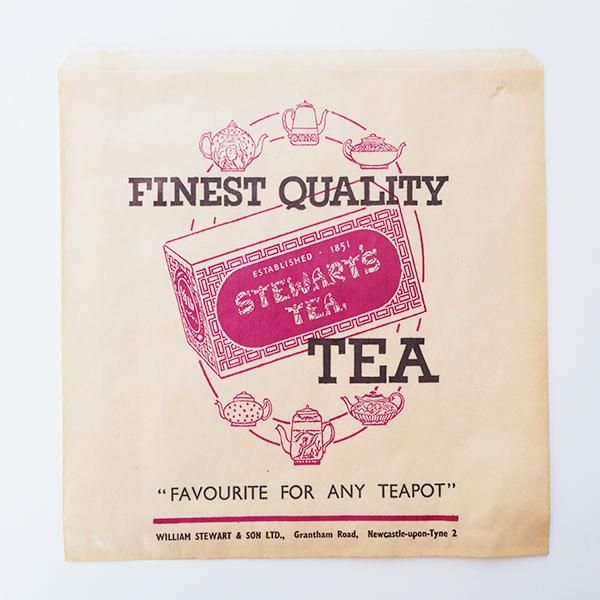 FINEST QUALITY
ESTABLISHED · 1851
STEWART'S
TEA.
TEA
“FAVOURITE FOR ANY TEAPOT”
WILLIAM STEWART & SON LTD., Grantham Road, Newcastle-upon-Tyne 2